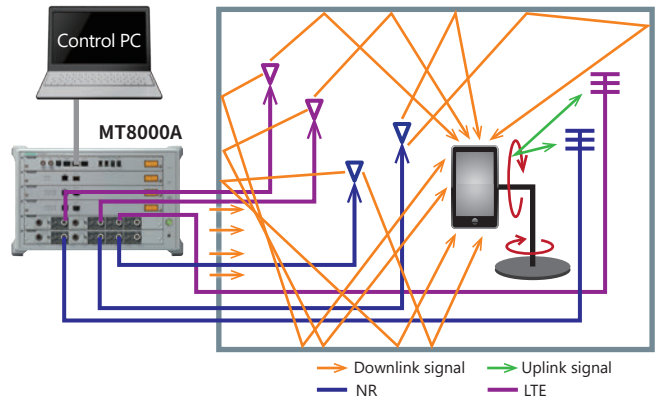 Control PC
MT8000A
Downlink signal
Uplink signal
NR
LTE